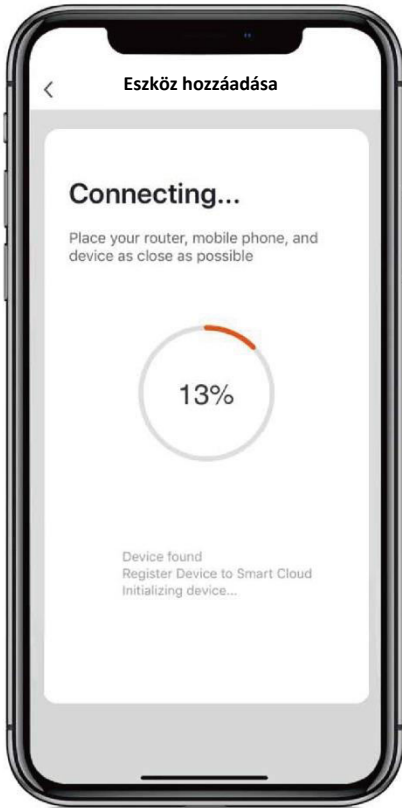 Eszköz hozzáadása
Connecting...
Place your router, mobile phone, and
device as close as possible
13%
Device found
Register Device to Smart Cloud
Initializing device...